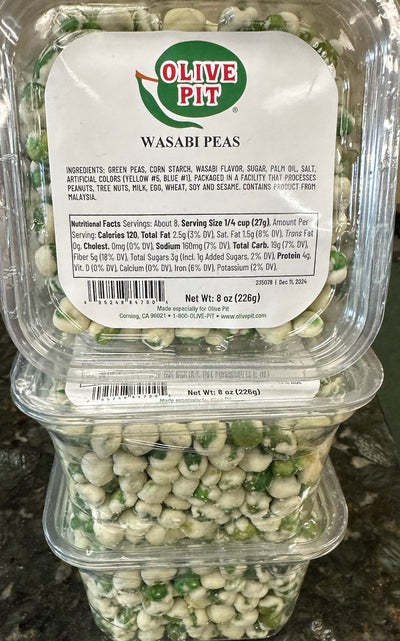 OLIVE
PIT®
WASABI PEAS
INGREDIENTS: GREEN PEAS, CORN STARCH, WASABI FLAVOR, SUGAR, PALM OIL, SALT,
ARTIFICIAL COLORS (YELLOW #5, BLUE #1). PACKAGED IN A FACILITY THAT PROCESSES
PEANUTS, TREE NUTS, MILK, EGG, WHEAT, SOY AND SESAME. CONTAINS PRODUCT FROM
MALAYSIA.
Nutritional Facts Servings: About 8, Serving Size 1/4 cup (27g), Amount Per
Serving: Calories 120, Total Fat 2.5g (3% DV), Sat. Fat 1.5g (8% DV), Trans Fat
0g, Cholest. 0mg (0% DV), Sodium 160mg (7% DV), Total Carb. 19g (7% DV),
Fiber 5g (18% DV), Total Sugars 3g (Incl. 1g Added Sugars, 2% DV), Protein 4g,
Vit. D (0% DV), Calcium (0% DV), Iron (6% DV), Potassium (2% DV).
335078 | Dec 11, 2024
Net Wt: 8 oz (226g)
Made especially for Olive Pit
Corning, CA 96021 • 1-800-OLIVE-PIT • www.olivepit.com
Net Wt: 8 oz (226g)
Made especially for Olive Pit